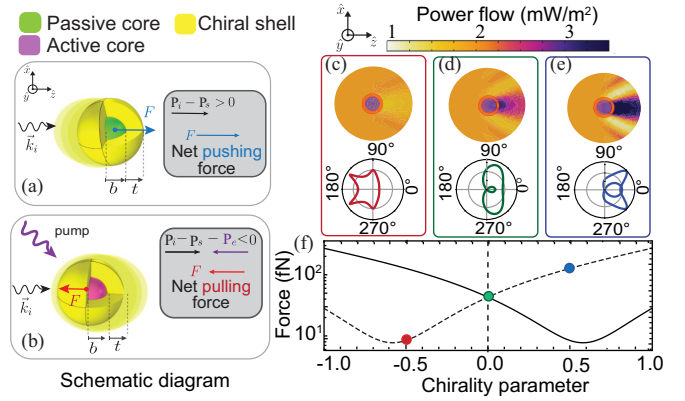 Passive core
Chiral shell
Active core
x̂
ŷ
ẑ
P_i − P_s > 0
F
Net pushing
force
F
k⃗_i
(a)
b
t
pump
P_i − P_s − P_e<0
F
Net pulling
force
F
k⃗_i
(b)
b
t
Schematic diagram
Power flow (mW/m²)
x̂
ŷ
ẑ
1
2
3
(c)
(d)
(e)
90°
90°
90°
180°
0°
180°
0°
180°
0°
270°
270°
270°
(f)
Force (fN)
10²
10¹
-1.0
-0.5
0.0
0.5
1.0
Chirality parameter